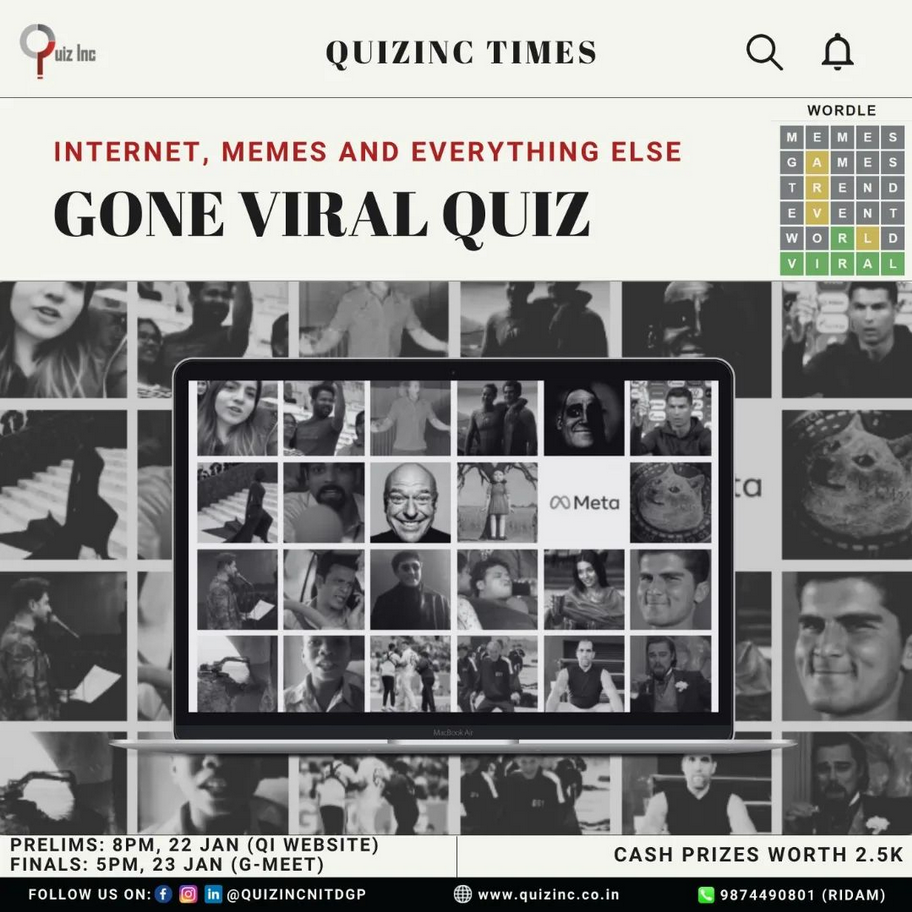 Quiz Inc
QUIZINC TIMES
WORDLE
INTERNET, MEMES AND EVERYTHING ELSE
GONE VIRAL QUIZ
MEMES
GAMES
TREND
EVENT
WORLD
VIRAL
Meta
ta
MacBook Air
PRELIMS: 8PM, 22 JAN (QI WEBSITE)
FINALS: 5PM, 23 JAN (G-MEET)
CASH PRIZES WORTH 2.5K
FOLLOW US ON: @QUIZINCNITDGP
www.quizinc.co.in
9874490801 (RIDAM)